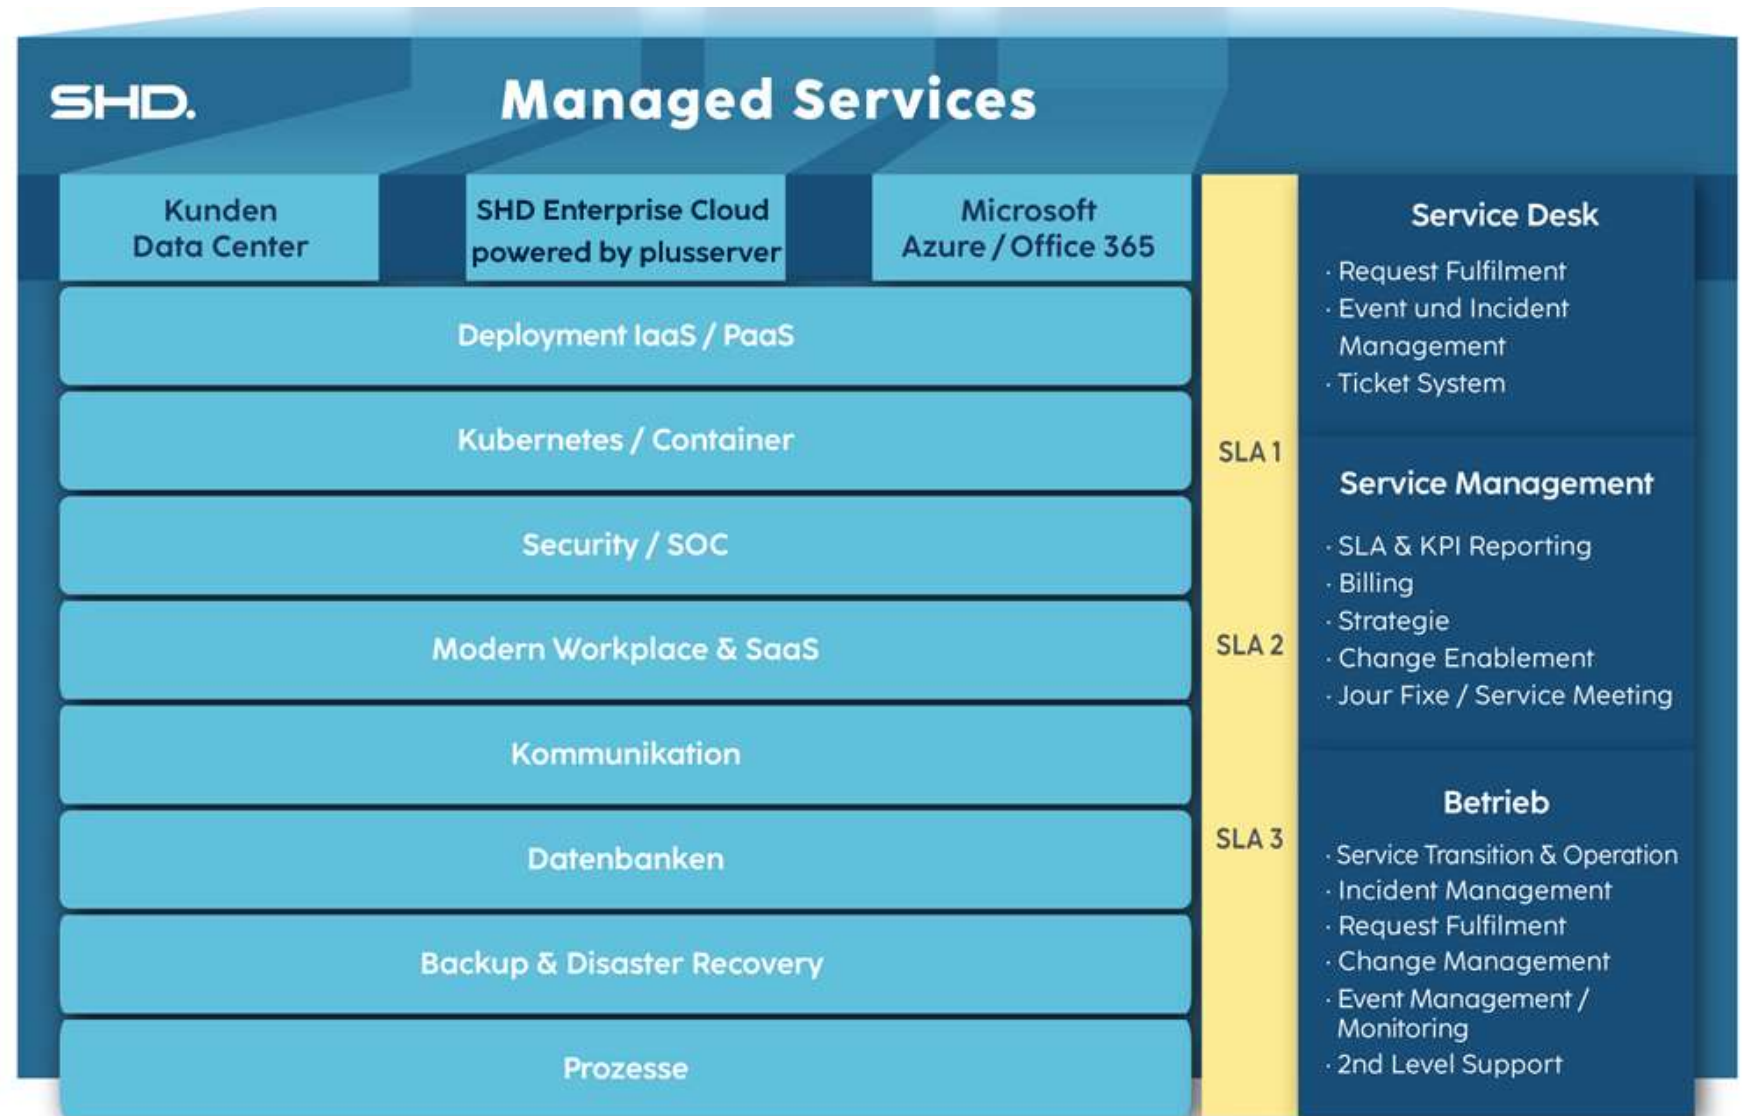 SHD.
Managed Services
Kunden
Data Center
SHD Enterprise Cloud
powered by plusserver
Microsoft
Azure / Office 365
Deployment IaaS / PaaS
Kubernetes / Container
Security / SOC
Modern Workplace & SaaS
Kommunikation
Datenbanken
Backup & Disaster Recovery
Prozesse
SLA 1
SLA 2
SLA 3
Service Desk
· Request Fulfilment
· Event und Incident
Management
· Ticket System
Service Management
· SLA & KPI Reporting
· Billing
· Strategie
· Change Enablement
· Jour Fixe / Service Meeting
Betrieb
· Service Transition & Operation
· Incident Management
· Request Fulfilment
· Change Management
· Event Management /
Monitoring
· 2nd Level Support